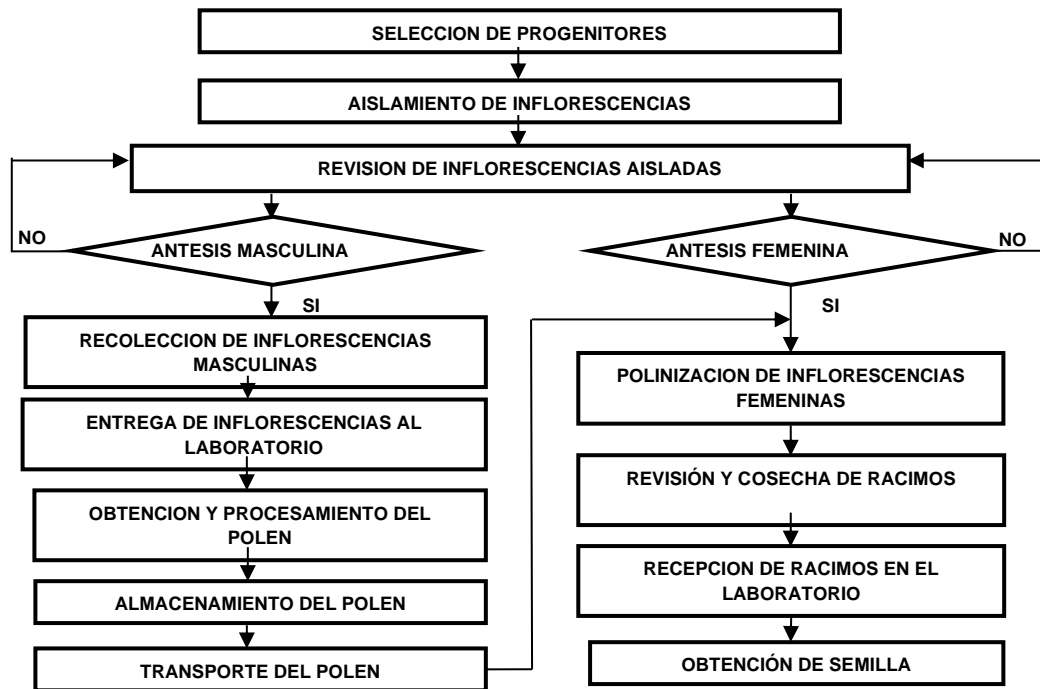 SELECCION DE PROGENITORES
AISLAMIENTO DE INFLORESCENCIAS
REVISION DE INFLORESCENCIAS AISLADAS
NO
ANTESIS MASCULINA
SI
RECOLECCION DE INFLORESCENCIAS
MASCULINAS
ENTREGA DE INFLORESCENCIAS AL
LABORATORIO
OBTENCION Y PROCESAMIENTO DEL
POLEN
ALMACENAMIENTO DEL POLEN
TRANSPORTE DEL POLEN
ANTESIS FEMENINA
NO
SI
POLINIZACION DE INFLORESCENCIAS
FEMENINAS
REVISIÓN Y COSECHA DE RACIMOS
RECEPCION DE RACIMOS EN EL
LABORATORIO
OBTENCIÓN DE SEMILLA